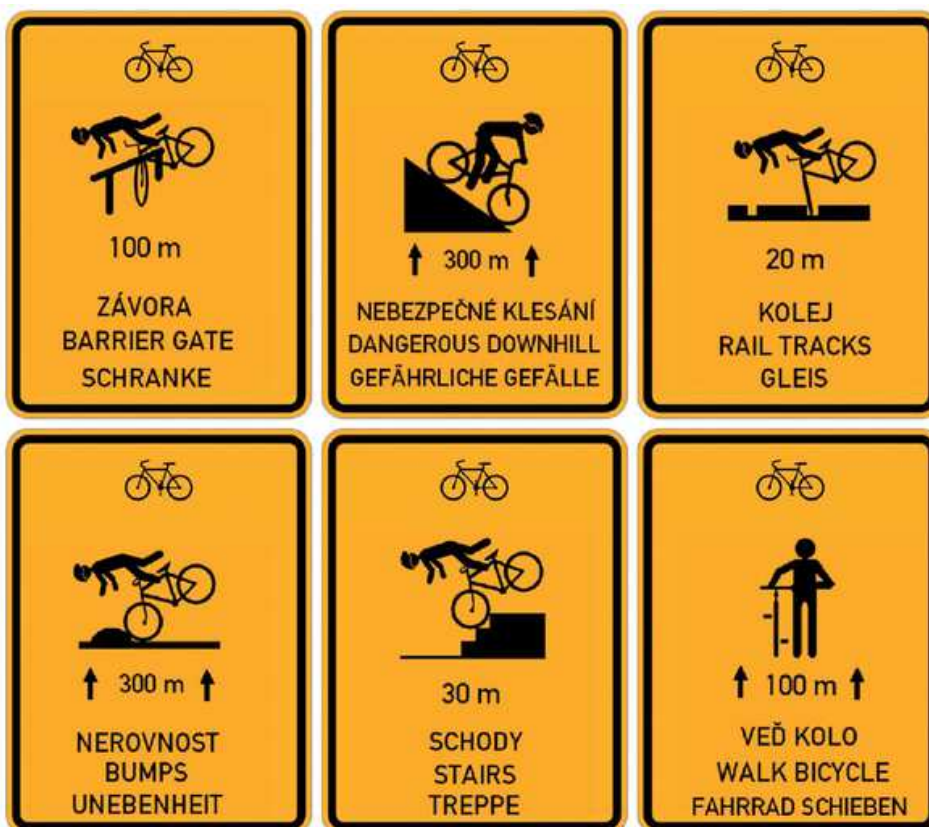 100 m
ZÁVORA
BARRIER GATE
SCHRANKE
300 m
NEBEZPEČNÉ KLESÁNÍ
DANGEROUS DOWNHILL
GEFÄHRLICHE GEFÄLLE
20 m
KOLEJ
RAIL TRACKS
GLEIS
300 m
NEROVNOST
BUMPS
UNEBENHEIT
30 m
SCHODY
STAIRS
TREPPE
100 m
VEĎ KOLO
WALK BICYCLE
FAHRRAD SCHIEBEN